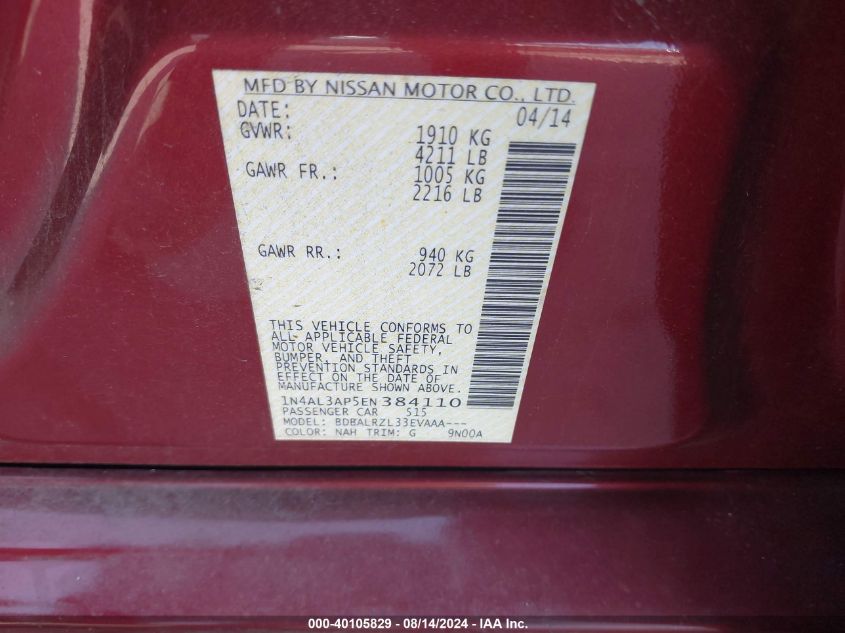 MFD BY NISSAN MOTOR CO., LTD.
DATE: 04/14
GVWR: 1910 KG
4211 LB
GAWR FR.: 1005 KG
2216 LB
GAWR RR.: 940 KG
2072 LB
THIS VEHICLE CONFORMS TO
ALL APPLICABLE FEDERAL
MOTOR VEHICLE SAFETY,
BUMPER, AND THEFT
PREVENTION STANDARDS IN
EFFECT ON THE DATE OF
MANUFACTURE SHOWN ABOVE.
1N4AL3AP5EN384110
PASSENGER CAR 515
MODEL: BDBALRZL33EVAAA---
COLOR: NAH TRIM: G 9N00A
000-40105829 - 08/14/2024 - IAA Inc.